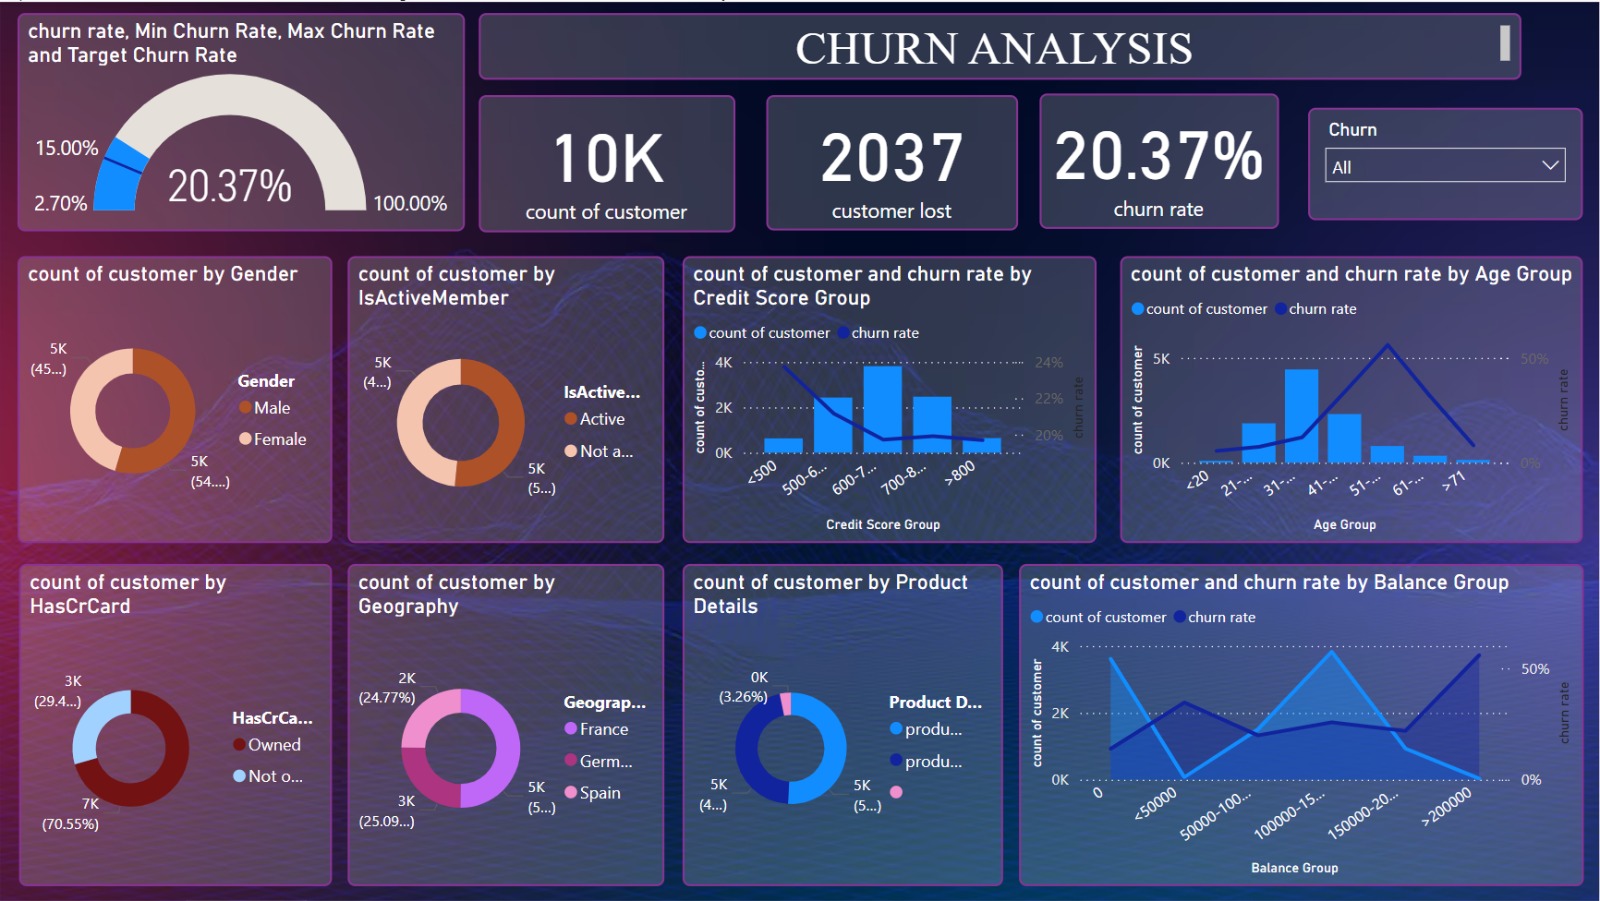 churn rate, Min Churn Rate, Max Churn Rate
and Target Churn Rate
15.00%
2.70%
20.37%
100.00%
CHURN ANALYSIS
10K
count of customer
2037
customer lost
20.37%
churn rate
Churn
All
count of customer by Gender
5K
(45...)
5K
(54....)
Gender
Male
Female
count of customer by
IsActiveMember
5K
(4...)
5K
(5...)
IsActive...
Active
Not a...
count of customer and churn rate by
Credit Score Group
count of customer churn rate
count of custo...
4K
2K
0K
24%
22%
20%
churn rate
<500
500-6...
600-7...
700-8...
>800
Credit Score Group
count of customer and churn rate by Age Group
count of customer churn rate
count of customer
5K
0K
50%
0%
churn rate
<20
21-...
31-...
41-...
51-...
61-...
>71
Age Group
count of customer by
HasCrCard
3K
(29.4...)
7K
(70.55%)
HasCrCa...
Owned
Not o...
count of customer by
Geography
2K
(24.77%)
3K
(25.09...)
5K
(5...)
Geograp...
France
Germ...
Spain
count of customer by Product
Details
0K
(3.26%)
5K
(4...)
5K
(5...)
Product D...
produ...
produ...
count of customer and churn rate by Balance Group
count of customer churn rate
count of customer
4K
2K
0K
50%
0%
churn rate
0
<50000
50000-100...
100000-15...
150000-20...
>200000
Balance Group